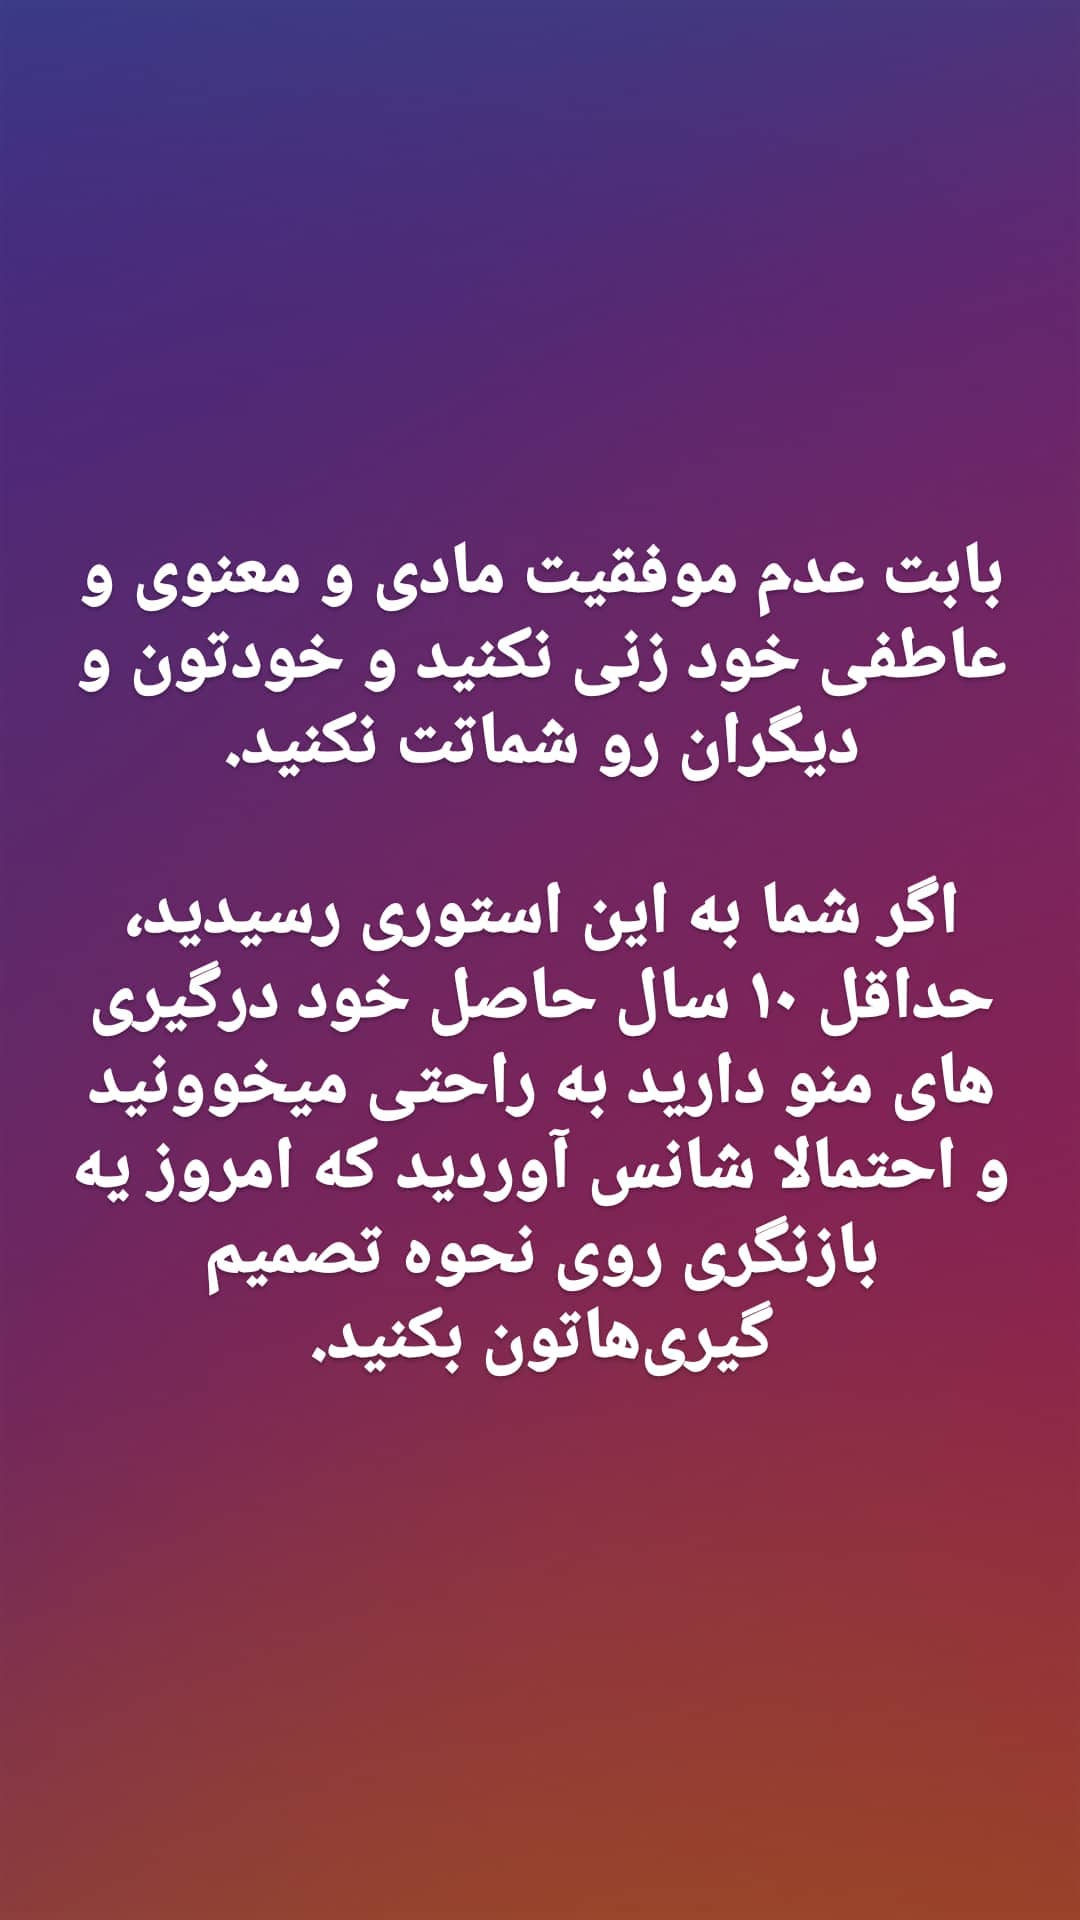 بابت عدم موفقیت مادی و معنوی و
عاطفی خود زنی نکنید و خودتون و
دیگران رو شماتت نکنید.
اگر شما به این استوری رسیدید،
حداقل ۱۰ سال حاصل خود درگیری
های منو دارید به راحتی میخوونید
و احتمالا شانس آوردید که امروز یه
بازنگری روی نحوه تصمیم
گیری‌هاتون بکنید.